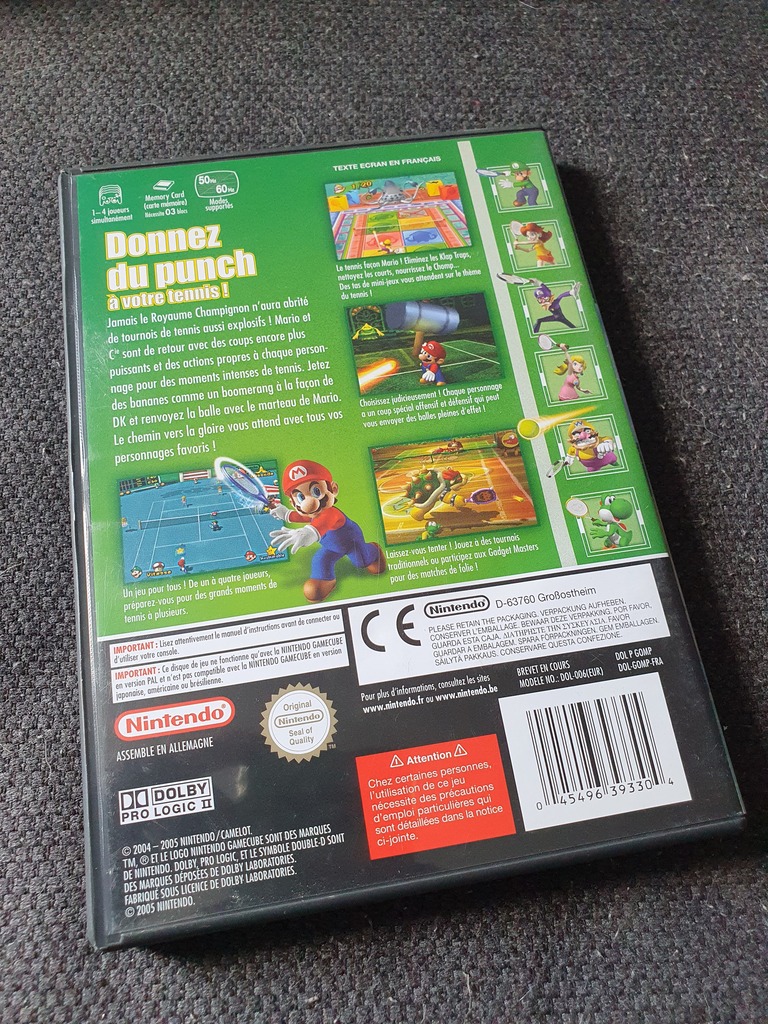 TEXTE ECRAN EN FRANÇAIS
1–4 joueurs
simultanément
Memory Card
(carte mémoire)
Nécessite 03 blocs
50Hz
60Hz
Modes
supportés
Donnez
du punch
à votre tennis !
Jamais le Royaume Champignon n'aura abrité
de tournois de tennis aussi explosifs ! Mario et
Cie sont de retour avec des coups encore plus
puissants et des actions propres à chaque person-
nage pour des moments intenses de tennis. Jetez
des bananes comme un boomerang à la façon de
DK et renvoyez la balle avec le marteau de Mario.
Le chemin vers la gloire vous attend avec tous vos
personnages favoris !
Le tennis façon Mario ! Eliminez les Klap Traps,
nettoyez les courts, nourrissez le Chomp...
Des tas de mini-jeux vous attendent sur le thème
du tennis !
Choisissez judicieusement ! Chaque personnage
a un coup spécial offensif et défensif qui peut
vous envoyer des balles pleines d'effet !
Laissez-vous tenter ! Jouez à des tournois
traditionnels ou participez aux Gadget Masters
pour des matches de folie !
M
Un jeu pour tous ! De un à quatre joueurs,
préparez-vous pour des grands moments de
tennis à plusieurs.
IMPORTANT : Lisez attentivement le manuel d'instructions avant de connecter ou
d'utiliser votre console.
IMPORTANT : Ce disque de jeu ne fonctionne qu'avec la NINTENDO GAMECUBE
en version PAL et n'est pas compatible avec la NINTENDO GAMECUBE en version
japonaise, américaine ou brésilienne.
CE
Nintendo
D-63760 Großostheim
PLEASE RETAIN THE PACKAGING. VERPACKUNG AUFHEBEN.
CONSERVER L'EMBALLAGE. BEWAAR DEZE VERPAKKING. POR FAVOR,
GUARDA ESTA CAJA. ΔΙΑΤΗΡΗΣΤΕ ΤΗΝ ΣΥΣΚΕΥΑΣΙΑ. FAVOR
GUARDAR A EMBALAGEM. SPARA FÖRPACKNINGEN. GEM EMBALLAGEN.
SÄILYTÄ PAKKAUS. CONSERVARE QUESTA CONFEZIONE.
Pour plus d'informations, consultez les sites
www.nintendo.fr ou www.nintendo.be
BREVET EN COURS
MODELE NO.: DOL-006(EUR)
DOL P GOMP
DOL-GOMP-FRA
Nintendo
ASSEMBLE EN ALLEMAGNE
Original
Nintendo
Seal of
Quality
TM
DOLBY
PRO LOGIC II
Attention
Chez certaines personnes,
l'utilisation de ce jeu
nécessite des précautions
d'emploi particulières qui
sont détaillées dans la notice
ci-jointe.
0 45496 39330 4
© 2004 – 2005 NINTENDO/CAMELOT.
TM, ® ET LE LOGO NINTENDO GAMECUBE SONT DES MARQUES
DE NINTENDO. DOLBY, PRO LOGIC, ET LE SYMBOLE DOUBLE-D SONT
DES MARQUES DÉPOSÉES DE DOLBY LABORATORIES.
FABRIQUÉ SOUS LICENCE DE DOLBY LABORATORIES.
© 2005 NINTENDO.